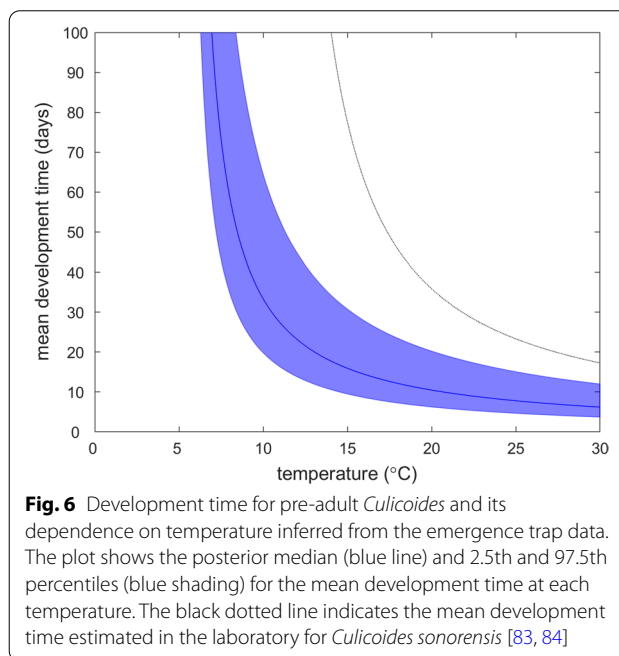 100
90
80
70
60
50
40
30
20
10
0
mean development time (days)
0 5 10 15 20 25 30
temperature (°C)
Fig. 6 Development time for pre-adult Culicoides and its
dependence on temperature inferred from the emergence trap data.
The plot shows the posterior median (blue line) and 2.5th and 97.5th
percentiles (blue shading) for the mean development time at each
temperature. The black dotted line indicates the mean development
time estimated in the laboratory for Culicoides sonorensis [83, 84]